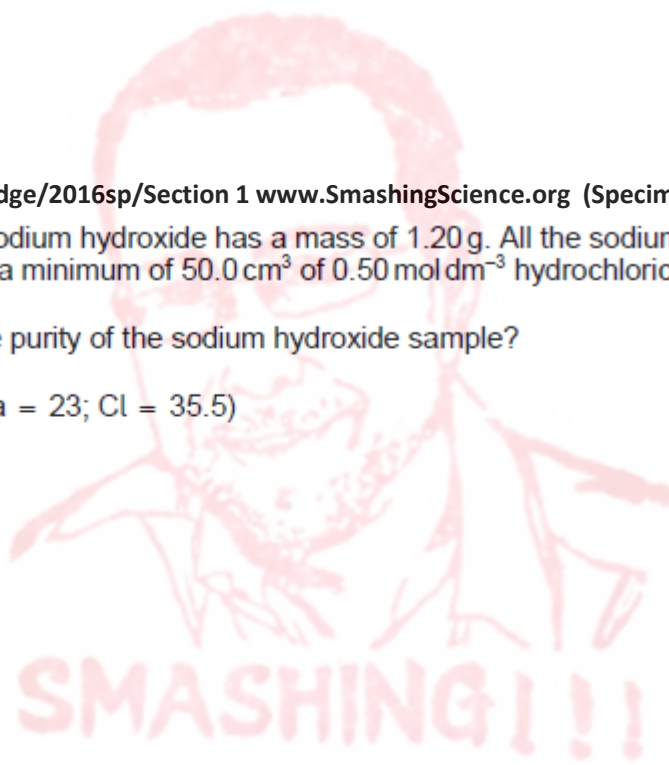 dge/2016sp/Section 1 www.SmashingScience.org (Specim
odium hydroxide has a mass of 1.20 g. All the sodium
a minimum of 50.0 cm³ of 0.50 mol dm⁻³ hydrochloric
purity of the sodium hydroxide sample?
= 23; Cl = 35.5)
SMASHING!!!